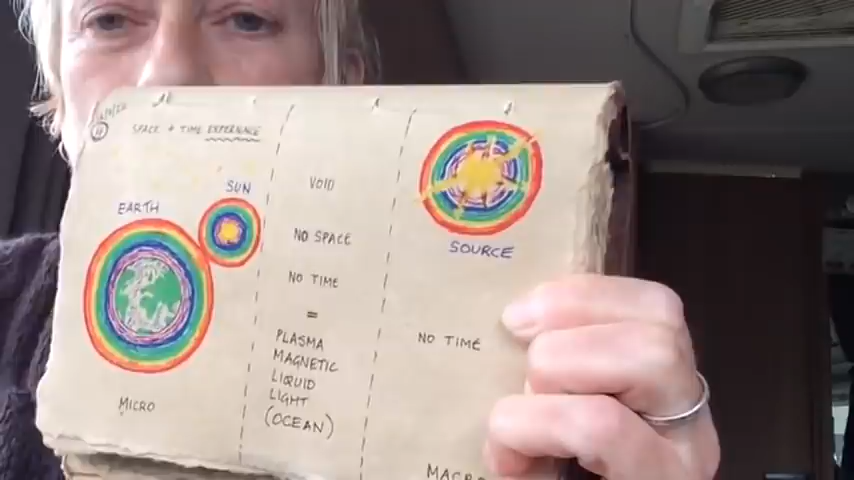 SPACE + TIME EXPERIENCE
EARTH
SUN
MICRO
VOID
NO SPACE
NO TIME
=
PLASMA
MAGNETIC
LIQUID
LIGHT
(OCEAN)
SOURCE
NO TIME
MACRO